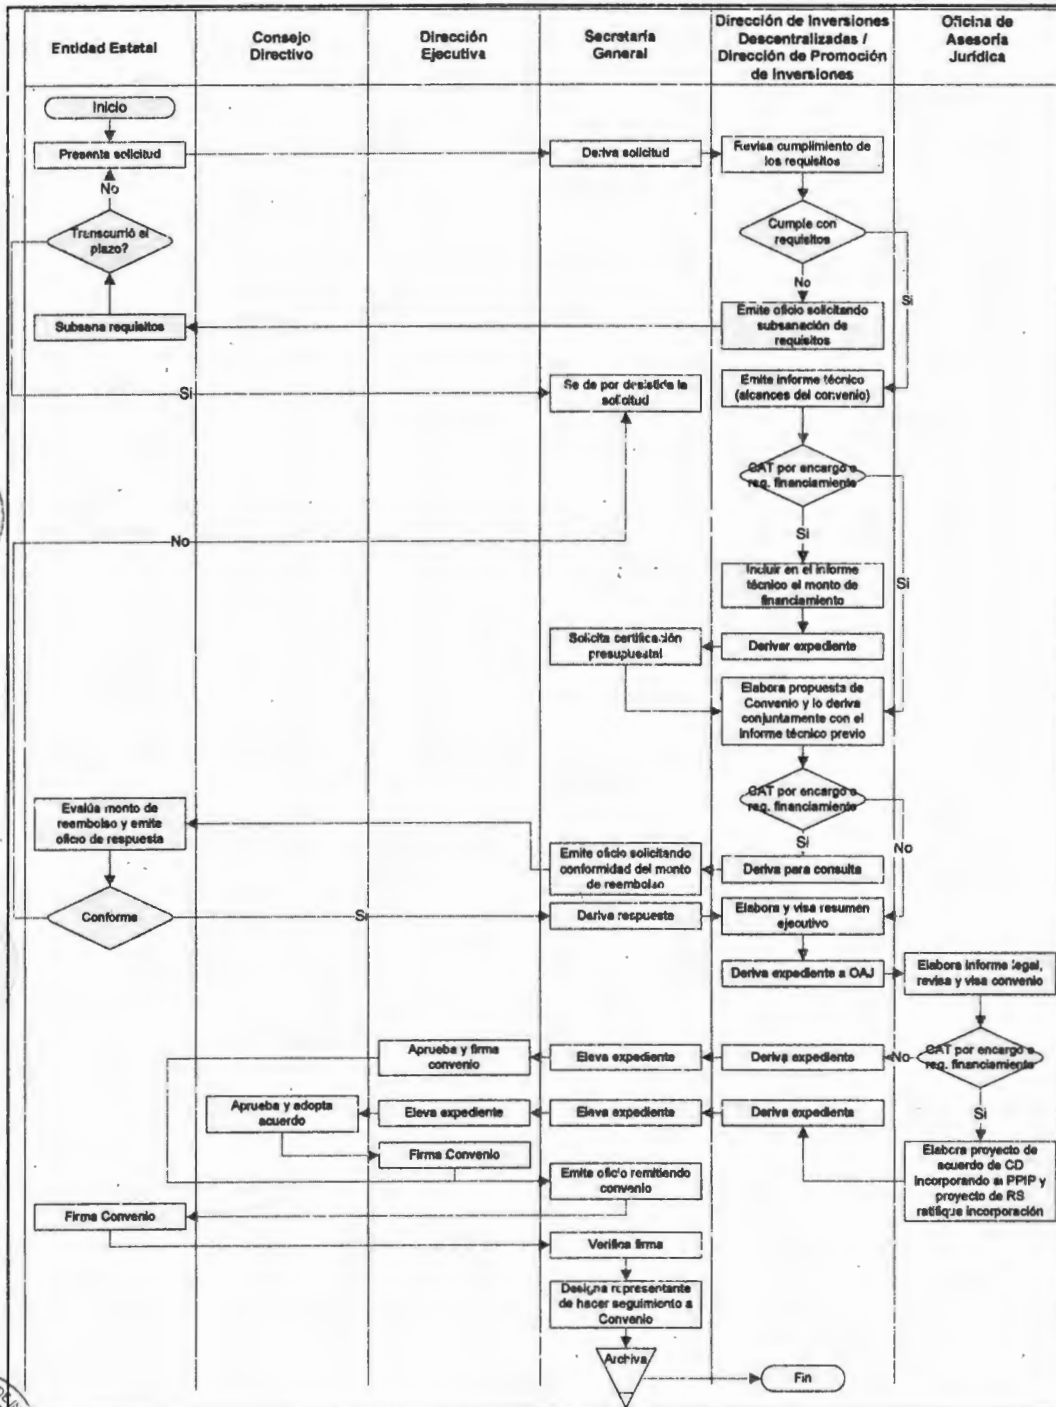 Entidad Estatal
Consejo
Directivo
Dirección
Ejecutiva
Secretaría
General
Dirección de Inversiones
Descentralizadas /
Dirección de Promoción
de Inversiones
Oficina de
Asesoría
Jurídica
Inicio
Presenta solicitud
Deriva solicitud
Revisa cumplimiento de
los requisitos
No
Transcurrió el
plazo?
Cumple con
requisitos
No
Si
Subsana requisitos
Emite oficio solicitando
subsanación de
requisitos
Si
Se da por desistida la
solicitud
Emite informe técnico
(alcances del convenio)
CAT por encargo o
req. financiamiento
Si
No
Incluir en el informe
técnico el monto de
financiamiento
Si
Solicita certificación
presupuestal
Derivar expediente
Elabora propuesta de
Convenio y lo deriva
conjuntamente con el
informe técnico previo
CAT por encargo o
req. financiamiento
Evalúa monto de
reembolso y emite
oficio de respuesta
Si
No
Emite oficio solicitando
conformidad del monto
de reembolso
Deriva para consulta
Conforme
Si
Deriva respuesta
Elabora y visa resumen
ejecutivo
Deriva expediente a OAJ
Elabora informe legal,
revisa y visa convenio
Aprueba y firma
convenio
Eleva expediente
Deriva expediente
No
CAT por encargo o
req. financiamiento
Si
Aprueba y adopta
acuerdo
Eleva expediente
Eleva expediente
Deriva expediente
Firma Convenio
Emite oficio remitiendo
convenio
Elabora proyecto de
acuerdo de CD
incorporando al PPIP y
proyecto de RS
ratifique incorporación
Firma Convenio
Verifica firma
Designa representante
de hacer seguimiento a
Convenio
Archiva
Fin